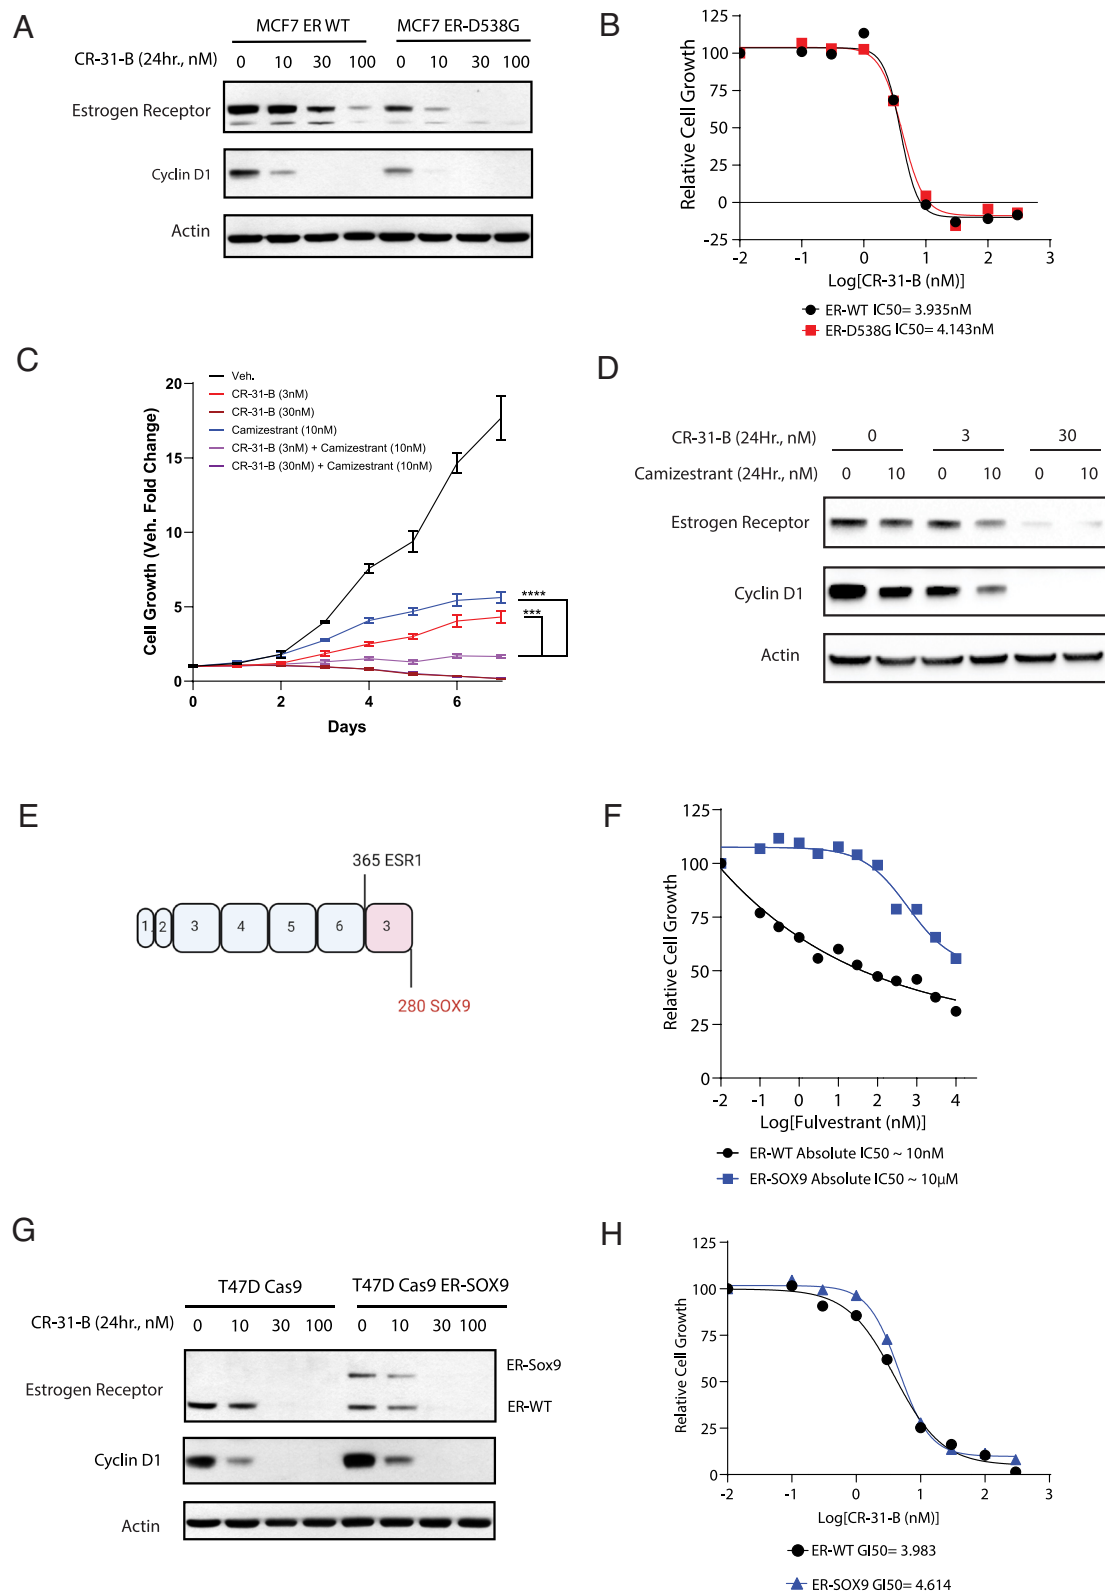 A
MCF7 ER WT MCF7 ER-D538G
CR-31-B (24hr., nM) 0 10 30 100 0 10 30 100
Estrogen Receptor
Cyclin D1
Actin
B
Relative Cell Growth
125
100
75
50
25
0
-25
-2 -1 0 1 2 3
Log[CR-31-B (nM)]
ER-WT IC50= 3.935nM
ER-D538G IC50= 4.143nM
C
Cell Growth (Veh. Fold Change)
20
15
10
5
0
0 2 4 6
Days
Veh.
CR-31-B (3nM)
CR-31-B (30nM)
Camizestrant (10nM)
CR-31-B (3nM) + Camizestrant (10nM)
CR-31-B (30nM) + Camizestrant (10nM)
****
***
D
CR-31-B (24Hr., nM) 0 3 30
Camizestrant (24Hr., nM) 0 10 0 10 0 10
Estrogen Receptor
Cyclin D1
Actin
E
365 ESR1
1 2 3 4 5 6 3
280 SOX9
F
Relative Cell Growth
125
100
75
50
25
0
-2 -1 0 1 2 3 4
Log[Fulvestrant (nM)]
ER-WT Absolute IC50 ~ 10nM
ER-SOX9 Absolute IC50 ~ 10µM
G
T47D Cas9 T47D Cas9 ER-SOX9
CR-31-B (24hr., nM) 0 10 30 100 0 10 30 100
ER-Sox9
Estrogen Receptor
ER-WT
Cyclin D1
Actin
H
Relative Cell Growth
125
100
75
50
25
0
-2 -1 0 1 2 3
Log[CR-31-B (nM)]
ER-WT GI50= 3.983
ER-SOX9 GI50= 4.614